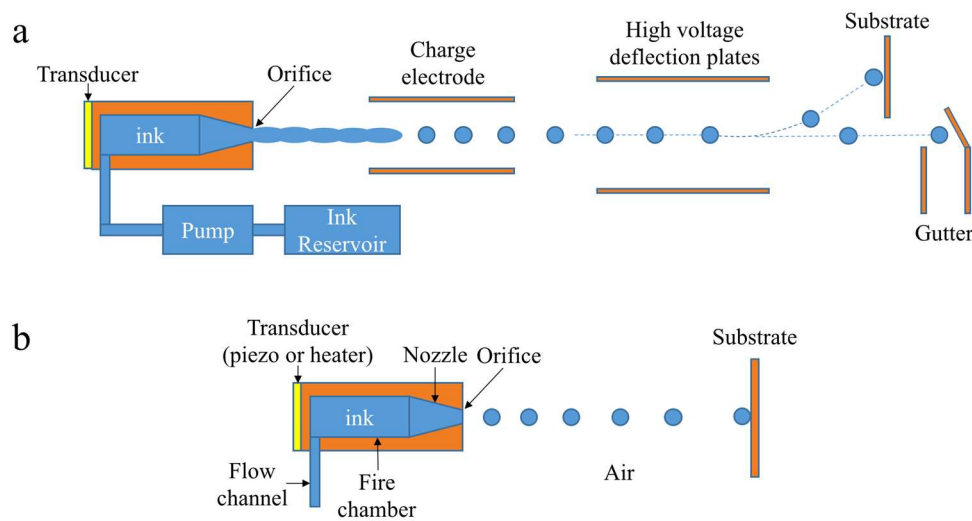 a
Transducer
Orifice
Charge
electrode
High voltage
deflection plates
Substrate
ink
Pump
Ink
Reservoir
Gutter
b
Transducer
(piezo or heater)
Nozzle
Orifice
Substrate
ink
Flow
channel
Fire
chamber
Air